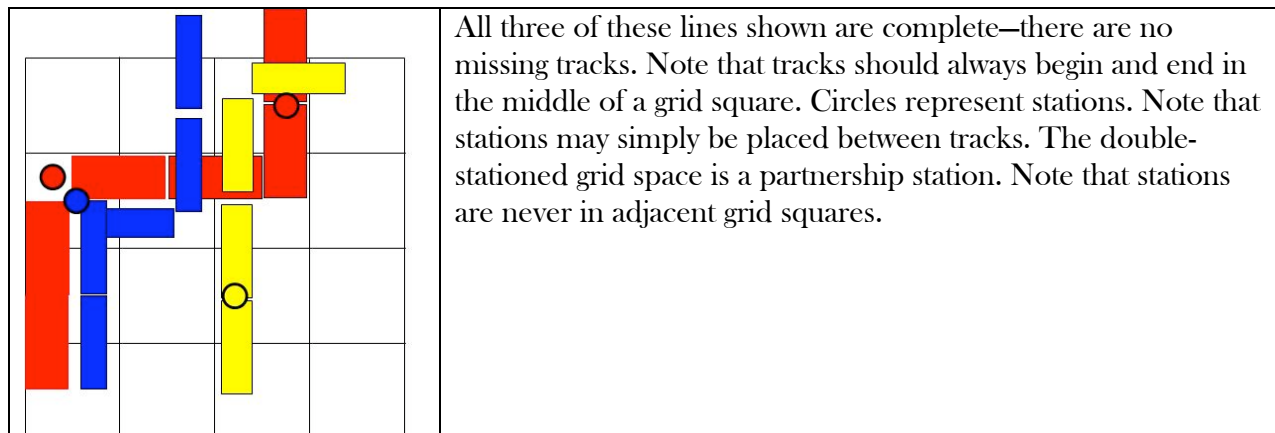 All three of these lines shown are complete—there are no
missing tracks. Note that tracks should always begin and end in
the middle of a grid square. Circles represent stations. Note that
stations may simply be placed between tracks. The double-
stationed grid space is a partnership station. Note that stations
are never in adjacent grid squares.